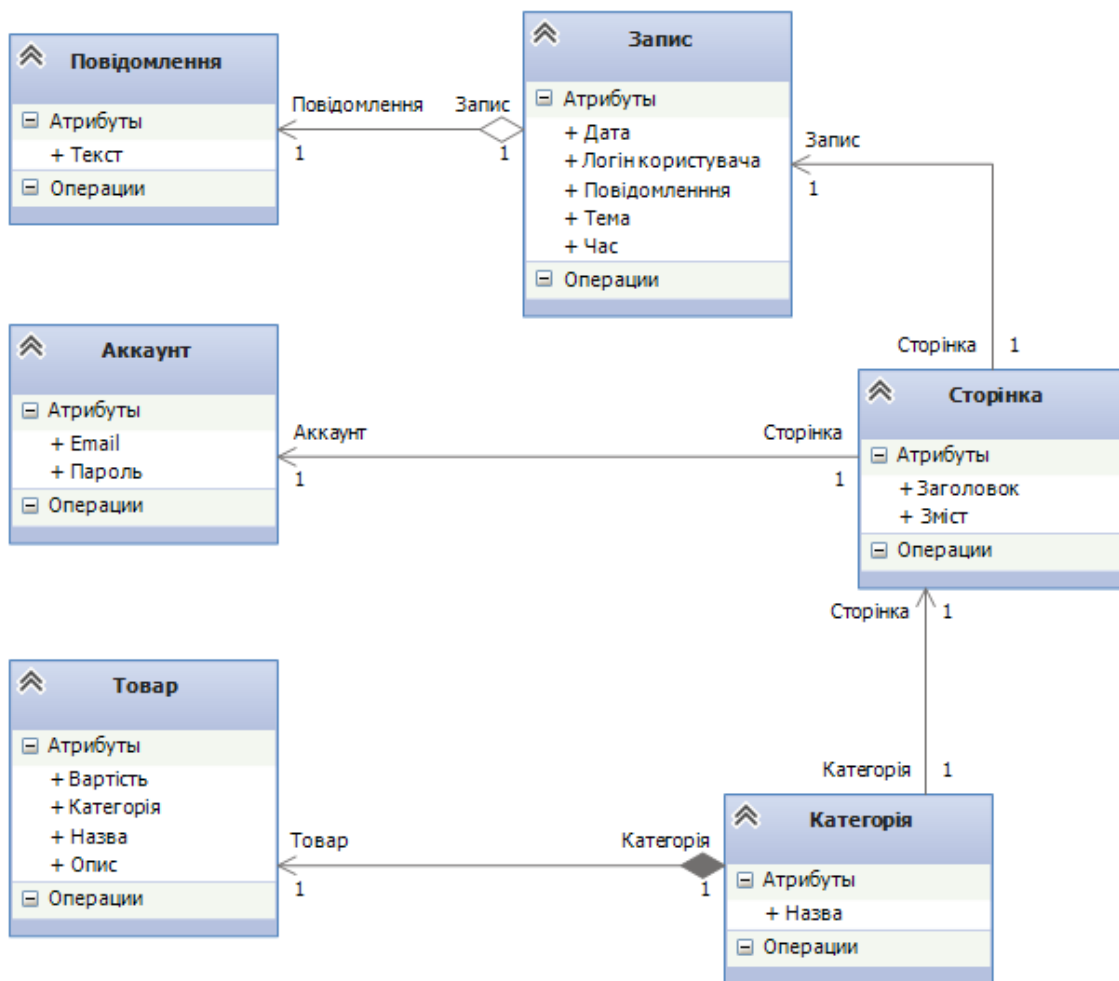 Повідомлення
Атрибуты
+ Текст
Операции
Повідомлення
Запис
1
1
Запис
Атрибуты
+ Дата
+ Логін користувача
+ Повідомленння
+ Тема
+ Час
Операции
Запис
1
Сторінка
1
Аккаунт
Атрибуты
+ Email
+ Пароль
Операции
Аккаунт
Сторінка
1
1
Сторінка
Атрибуты
+ Заголовок
+ Зміст
Операции
Сторінка
1
Категорія
1
Товар
Атрибуты
+ Вартість
+ Категорія
+ Назва
+ Опис
Операции
Товар
Категорія
1
1
Категорія
Атрибуты
+ Назва
Операции